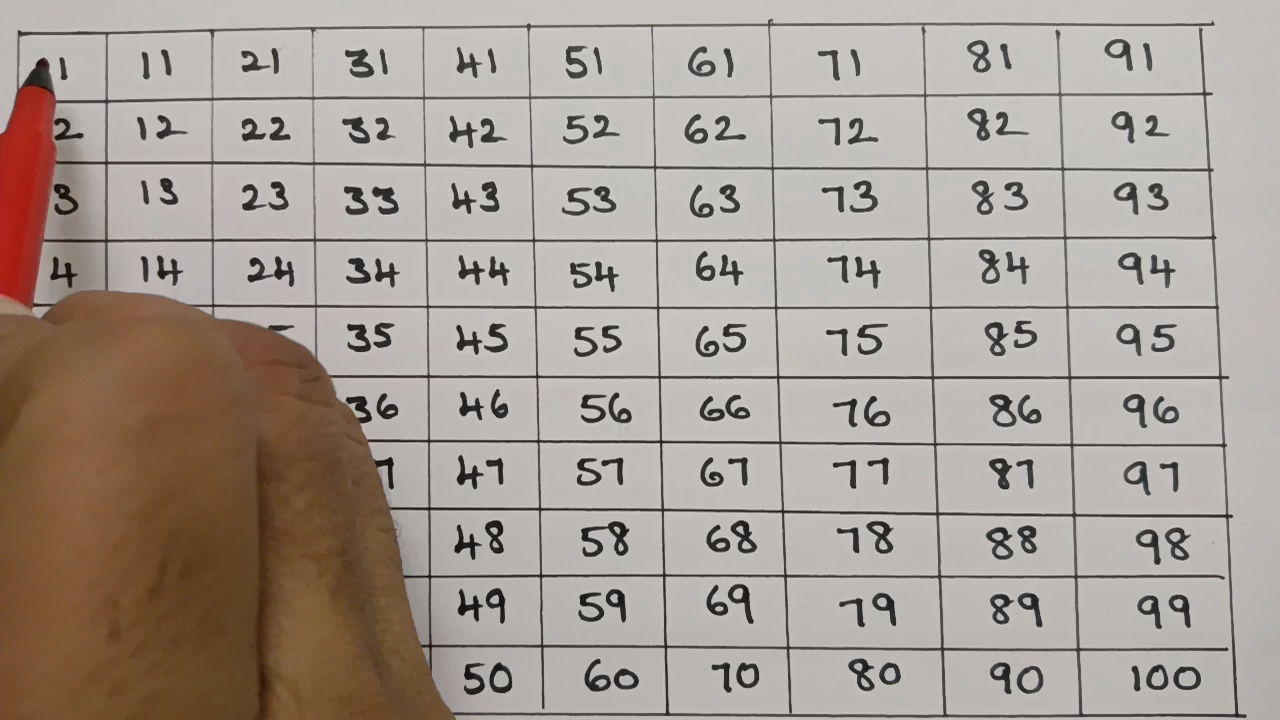 1 11 21 31 41 51 61 71 81 91
2 12 22 32 42 52 62 72 82 92
3 13 23 33 43 53 63 73 83 93
4 14 24 34 44 54 64 74 84 94
35 45 55 65 75 85 95
36 46 56 66 76 86 96
47 57 67 77 87 97
48 58 68 78 88 98
49 59 69 79 89 99
50 60 70 80 90 100